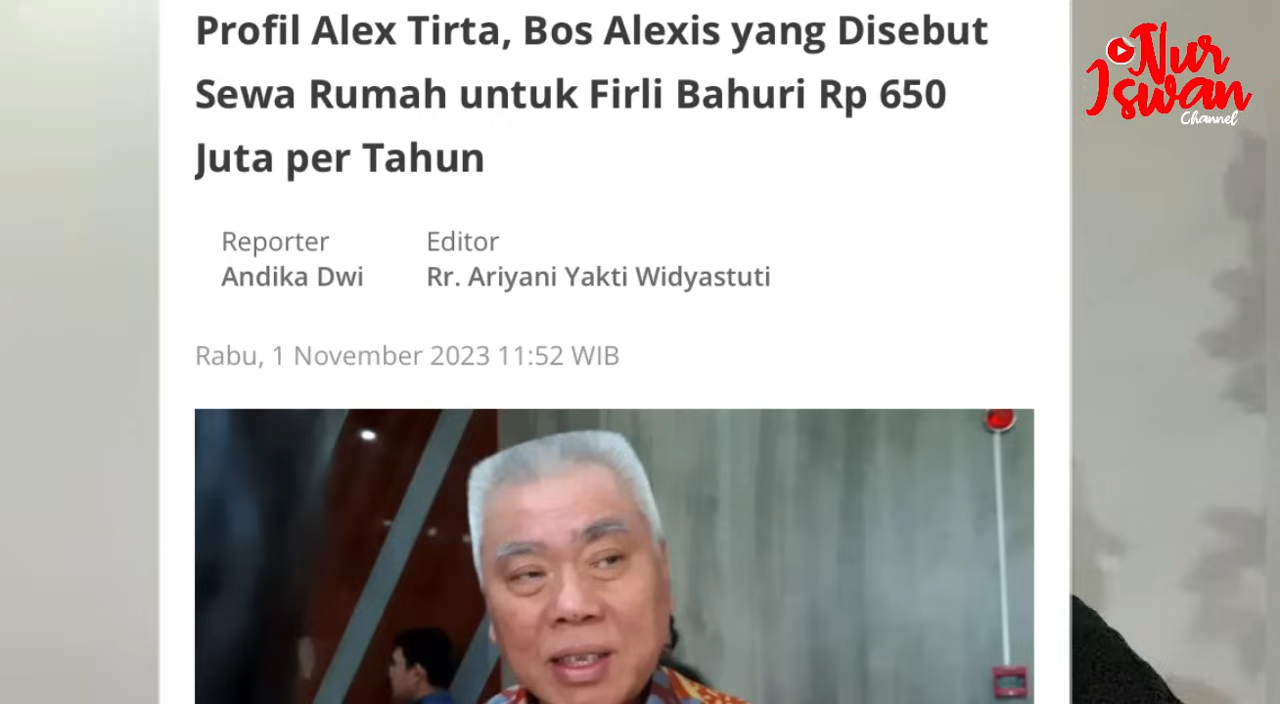 Profil Alex Tirta, Bos Alexis yang Disebut
Sewa Rumah untuk Firli Bahuri Rp 650
Juta per Tahun
Reporter
Editor
Andika Dwi
Rr. Ariyani Yakti Widyastuti
Rabu, 1 November 2023 11:52 WIB
Nur
Iswan
Channel